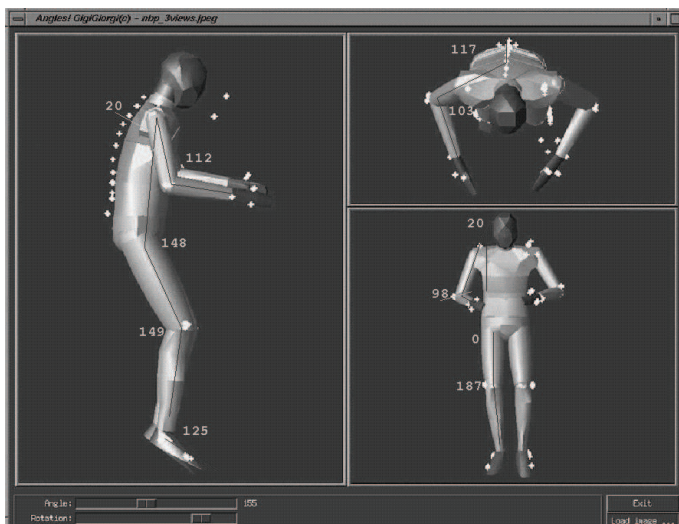 Angles! GigiGiorgi(c) – nbp_3views.jpeg
20
112
148
149
125
117
103
20
98
0
187
Angle: 155
Rotation:
Exit
Load image ...